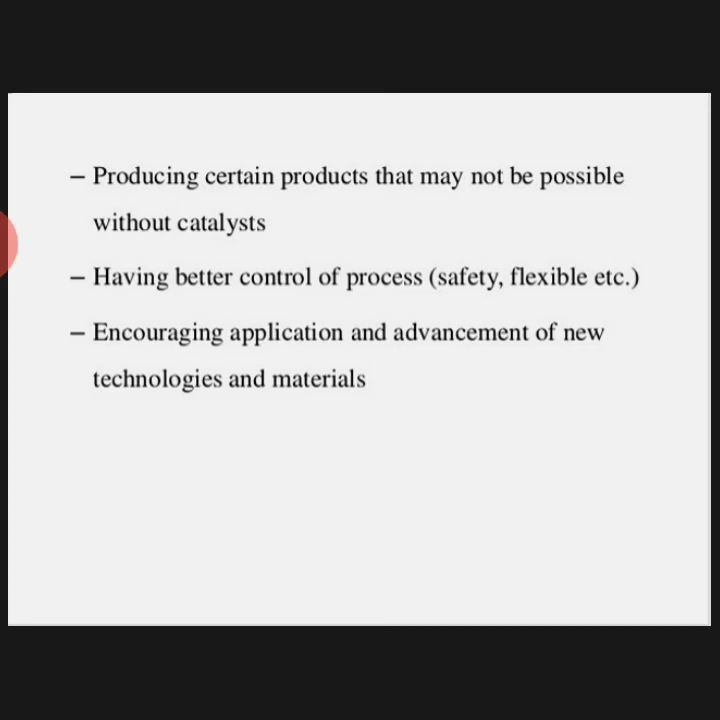 – Producing certain products that may not be possible
without catalysts
– Having better control of process (safety, flexible etc.)
– Encouraging application and advancement of new
technologies and materials